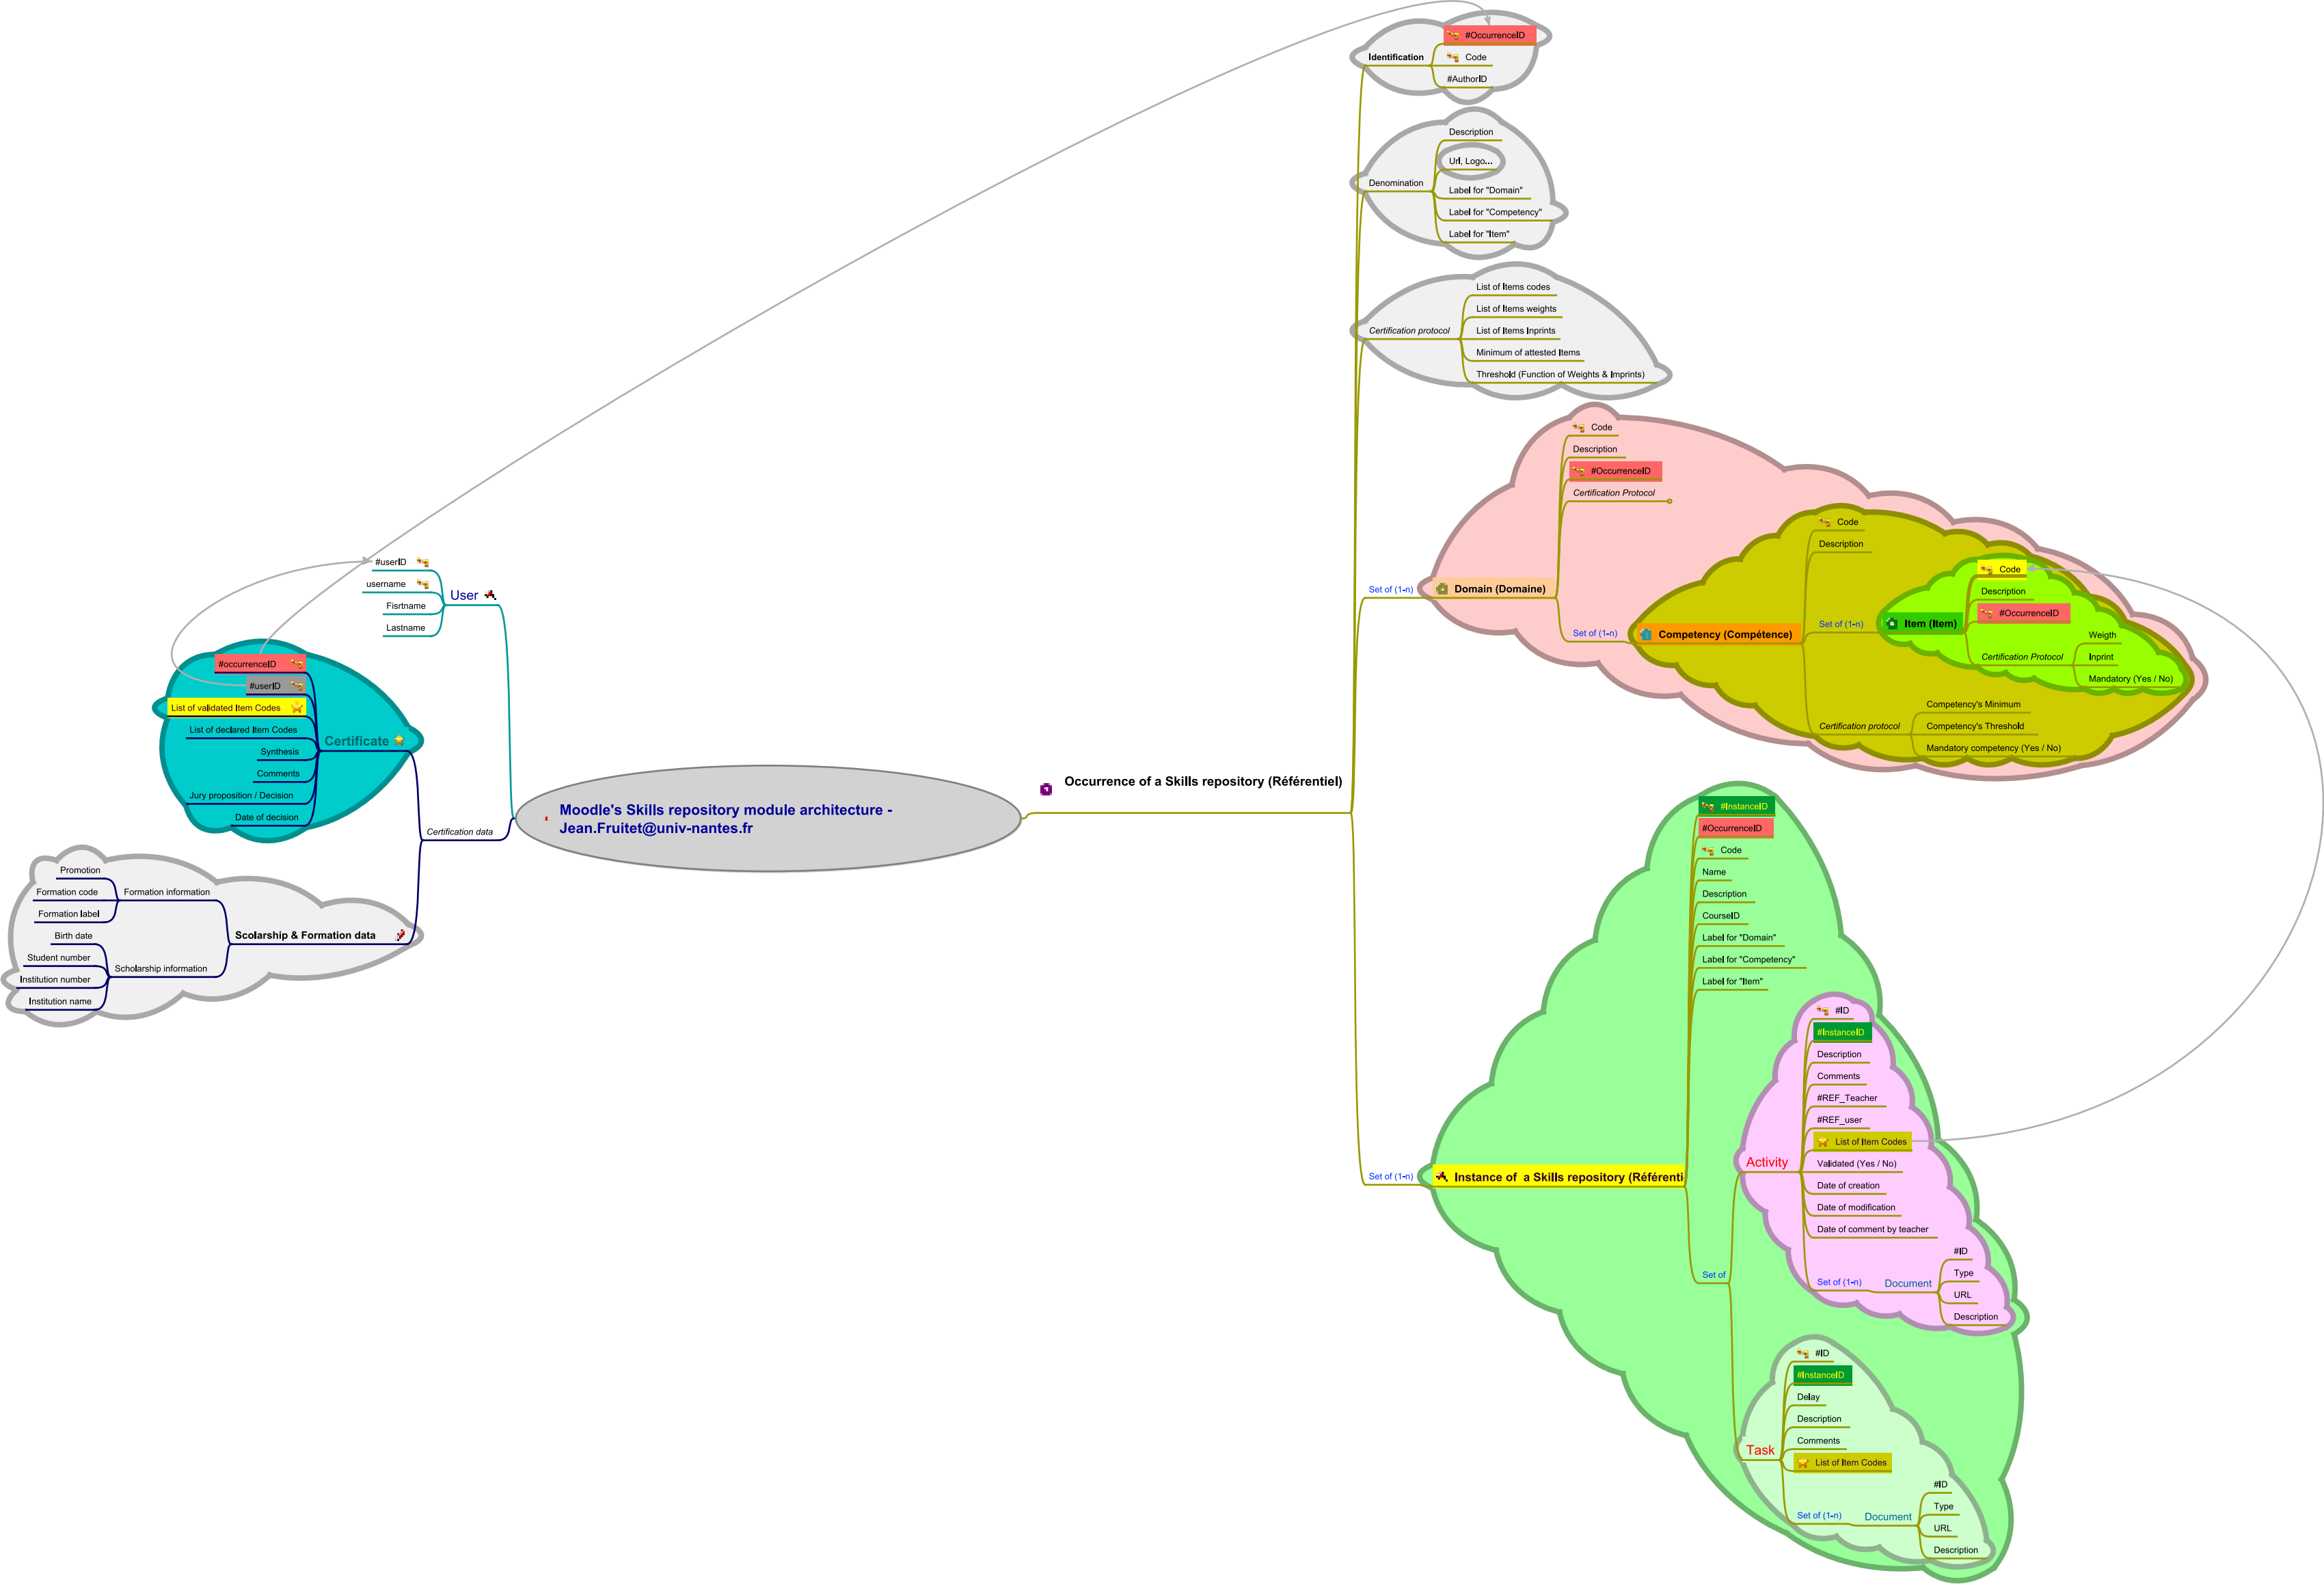 Moodle's Skills repository module architecture -
Jean.Fruitet@univ-nantes.fr
Occurrence of a Skills repository (Référentiel)
Identification
#OccurrenceID
Code
#AuthorID
Denomination
Description
Url, Logo...
Label for "Domain"
Label for "Competency"
Label for "Item"
Certification protocol
List of Items codes
List of Items weights
List of Items Inprints
Minimum of attested Items
Threshold (Function of Weights & Imprints)
Set of (1-n)
Domain (Domaine)
Code
Description
#OccurrenceID
Certification Protocol
Set of (1-n)
Competency (Compétence)
Code
Description
Set of (1-n)
Item (Item)
Code
Description
#OccurrenceID
Certification Protocol
Weigth
Inprint
Mandatory (Yes / No)
Certification protocol
Competency's Minimum
Competency's Threshold
Mandatory competency (Yes / No)
Set of (1-n)
Instance of  a Skills repository (Référenti
#InstanceID
#OccurrenceID
Code
Name
Description
CourseID
Label for "Domain"
Label for "Competency"
Label for "Item"
Set of
Activity
#ID
#InstanceID
Description
Comments
#REF_Teacher
#REF_user
List of Item Codes
Validated (Yes / No)
Date of creation
Date of modification
Date of comment by teacher
Set of (1-n)
Document
#ID
Type
URL
Description
Task
#ID
#InstanceID
Delay
Description
Comments
List of Item Codes
Set of (1-n)
Document
#ID
Type
URL
Description
User
#userID
username
Fisrtname
Lastname
Certification data
Certificate
#occurrenceID
#userID
List of validated Item Codes
List of declared Item Codes
Synthesis
Comments
Jury proposition / Decision
Date of decision
Scolarship & Formation data
Formation information
Promotion
Formation code
Formation label
Scholarship information
Birth date
Student number
Institution number
Institution name